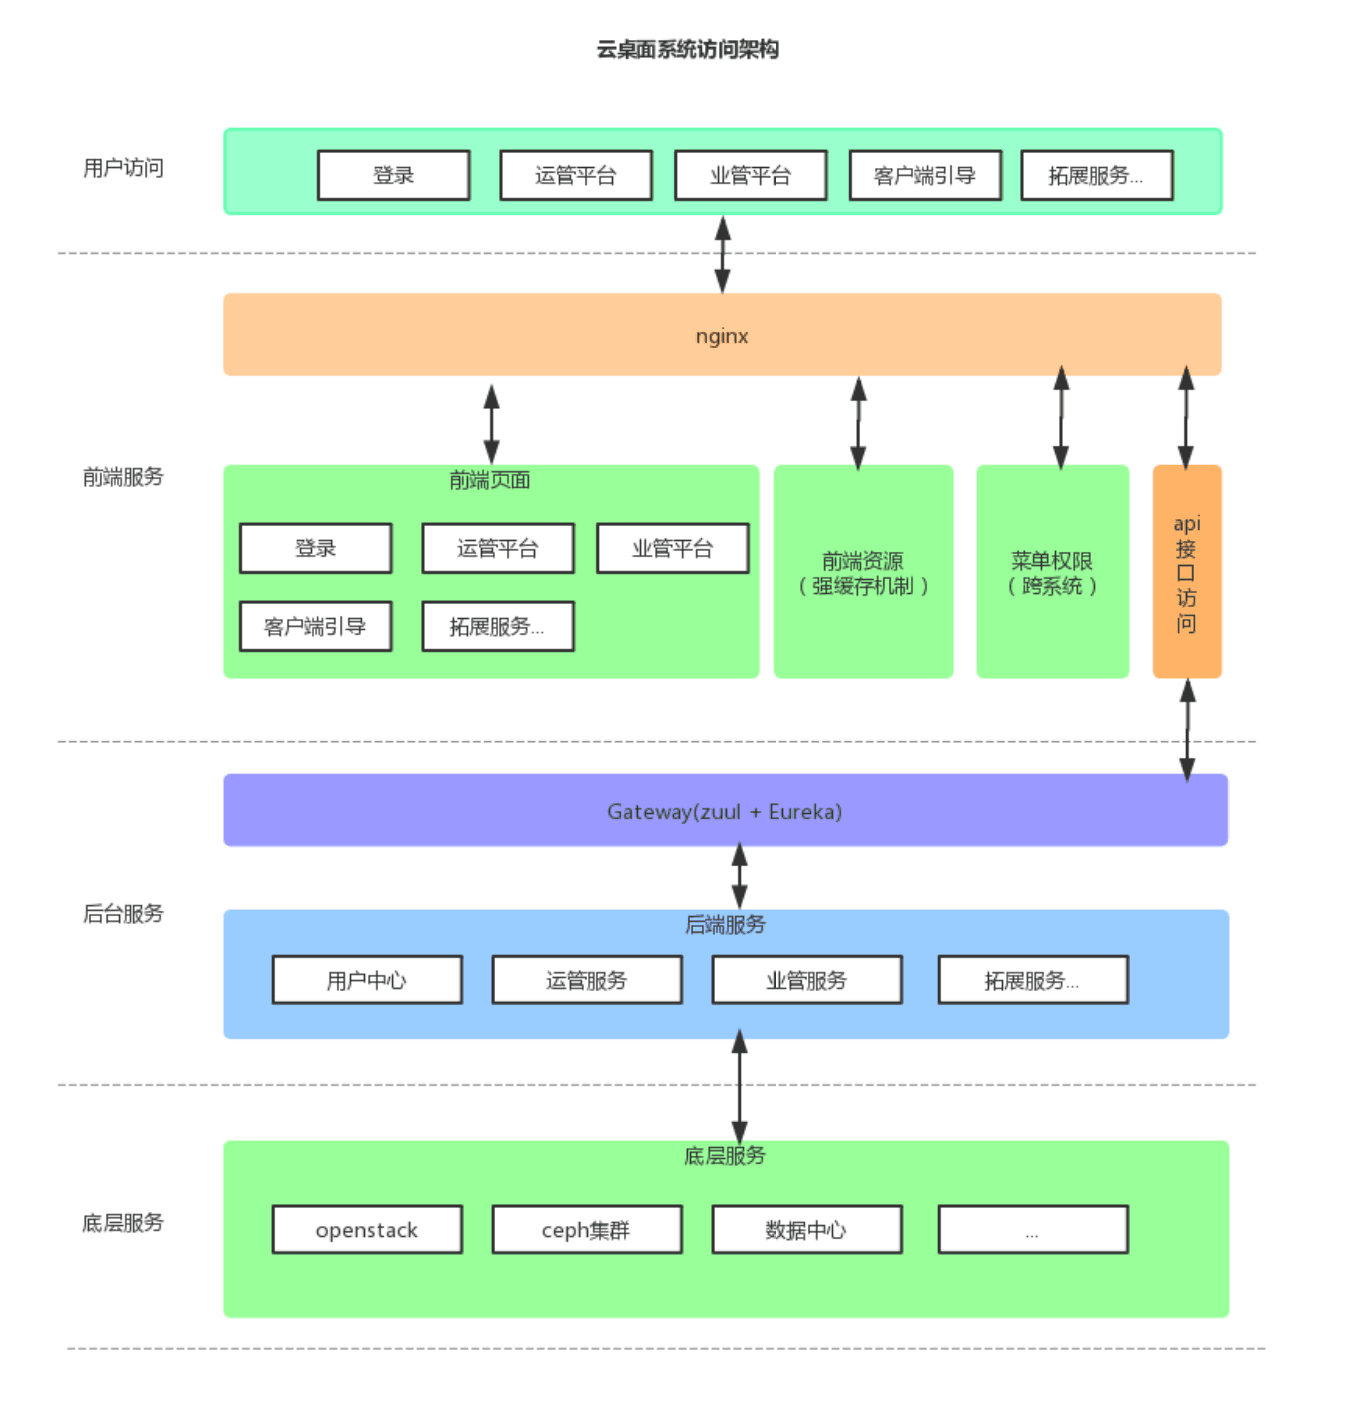 云桌面系统访问架构
用户访问
登录
运管平台
业管平台
客户端引导
拓展服务...
nginx
前端服务
前端页面
登录
运管平台
业管平台
客户端引导
拓展服务...
前端资源
（强缓存机制）
菜单权限
（跨系统）
api
接
口
访
问
Gateway(zuul + Eureka)
后台服务
后端服务
用户中心
运管服务
业管服务
拓展服务...
底层服务
底层服务
openstack
ceph集群
数据中心
...